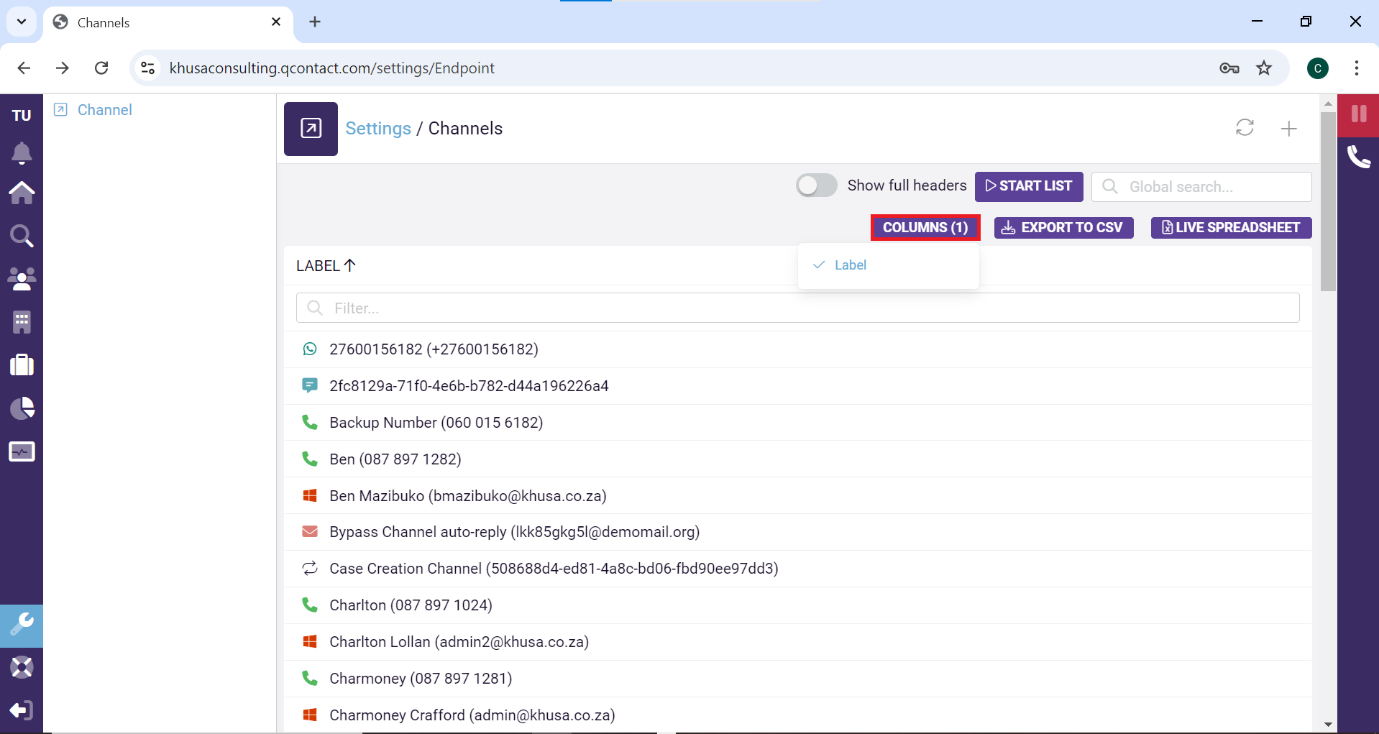 Channels
khusaconsulting.qcontact.com/settings/Endpoint
C
TU
Channel
Settings / Channels
Show full headers
START LIST
Global search...
COLUMNS (1)
EXPORT TO CSV
LIVE SPREADSHEET
Label
LABEL
Filter...
27600156182 (+27600156182)
2fc8129a-71f0-4e6b-b782-d44a196226a4
Backup Number (060 015 6182)
Ben (087 897 1282)
Ben Mazibuko (bmazibuko@khusa.co.za)
Bypass Channel auto-reply (lkk85gkg5l@demomail.org)
Case Creation Channel (508688d4-ed81-4a8c-bd06-fbd90ee97dd3)
Charlton (087 897 1024)
Charlton Lollan (admin2@khusa.co.za)
Charmoney (087 897 1281)
Charmoney Crafford (admin@khusa.co.za)